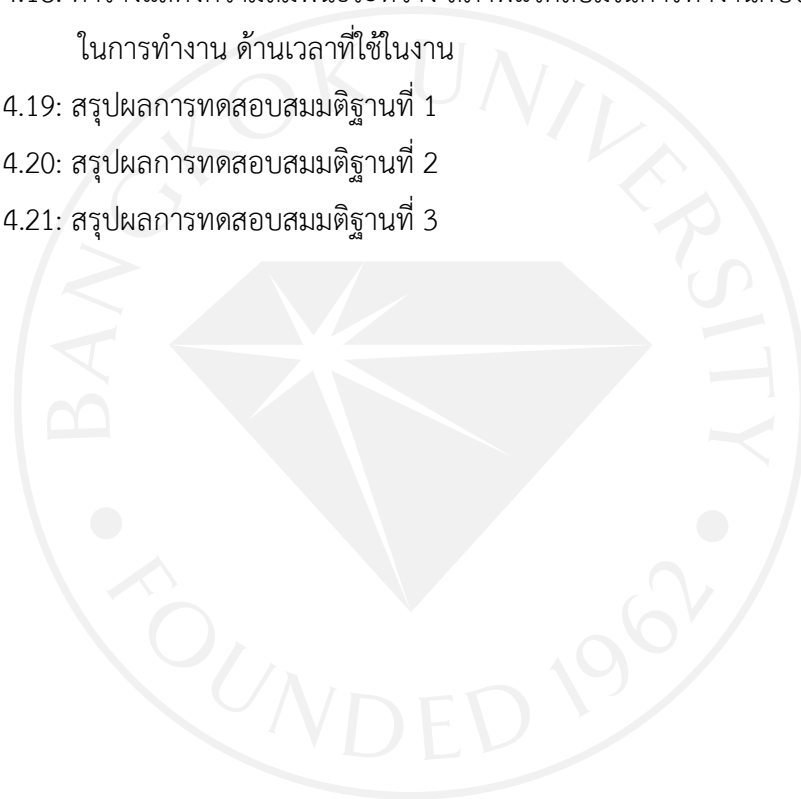 ในการทำงาน ด้านเวลาที่ใช้ในงาน
4.19: สรุปผลการทดสอบสมมติฐานที่ 1
4.20: สรุปผลการทดสอบสมมติฐานที่ 2
4.21: สรุปผลการทดสอบสมมติฐานที่ 3
BANGKOK UNIVERSITY
FOUNDED 1962